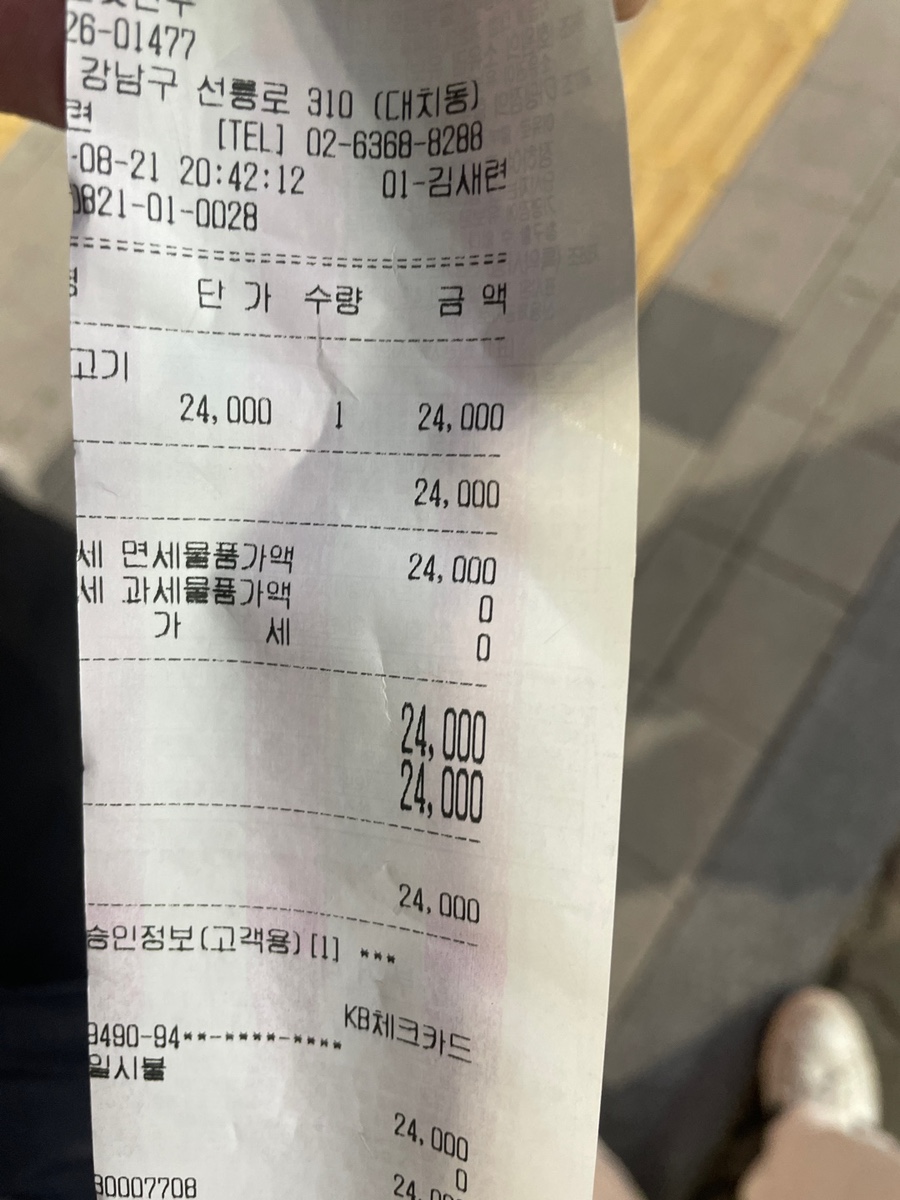 26-01477
강남구 선릉로 310 (대치동)
련 [TEL] 02-6368-8288
-08-21 20:42:12 01-김새련
0821-01-0028
단 가 수량 금 액
고기
24,000 1 24,000
24,000
세 면세물품가액 24,000
세 과세물품가액 0
가 세 0
24,000
24,000
24,000
승인정보(고객용)[1] ***
KB체크카드
9490-94**-****-****
일시불
24,000
0
30007708 24,000